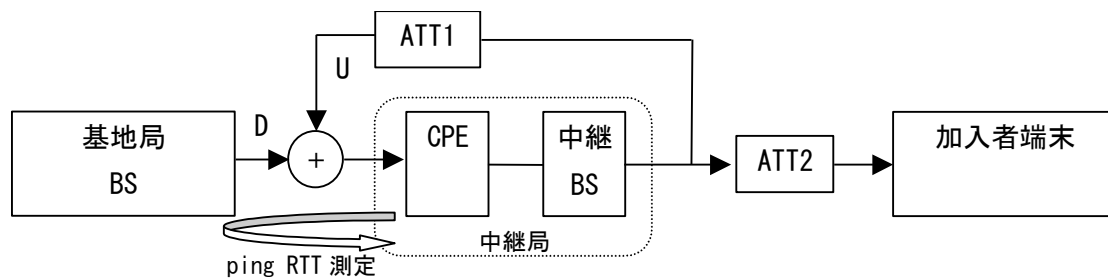 ATT1
U
基地局
BS
D
+
CPE
中継
BS
ATT2
加入者端末
中継局
ping RTT 測定